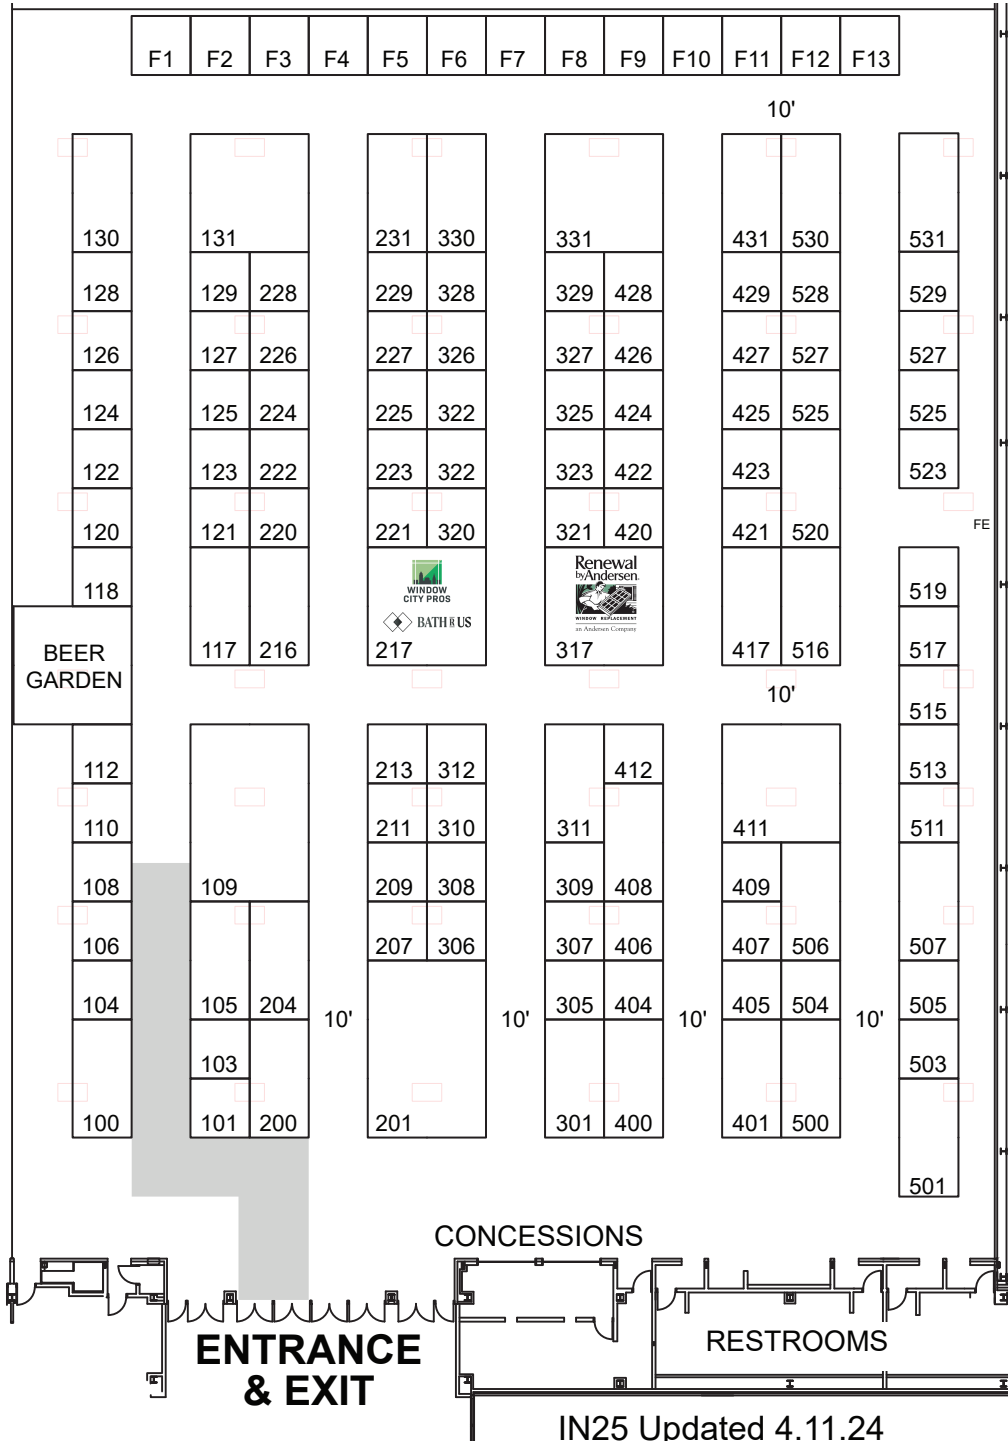 F1 F2 F3 F4 F5 F6 F7 F8 F9 F10 F11 F12 F13
10'
130 131 231 330 331 431 530 531
128 129 228 229 328 329 428 429 528 529
126 127 226 227 326 327 426 427 527 527
124 125 224 225 322 325 424 425 525 525
122 123 222 223 322 323 422 423 523
120 121 220 221 320 321 420 421 520
FE
118 519
WINDOW
CITY PROS
BATH R US
Renewal
byAndersen.
WINDOW REPLACEMENT
an Andersen Company
BEER
GARDEN
117 216 217 317 417 516 517
10'
515
112 213 312 412 513
110 211 310 311 411 511
108 109 209 308 309 408 409
106 207 306 307 406 407 506 507
104 105 204 305 404 405 504 505
10' 10' 10' 10'
103 503
100 101 200 201 301 400 401 500
501
CONCESSIONS
ENTRANCE
& EXIT
RESTROOMS
IN25 Updated 4.11.24